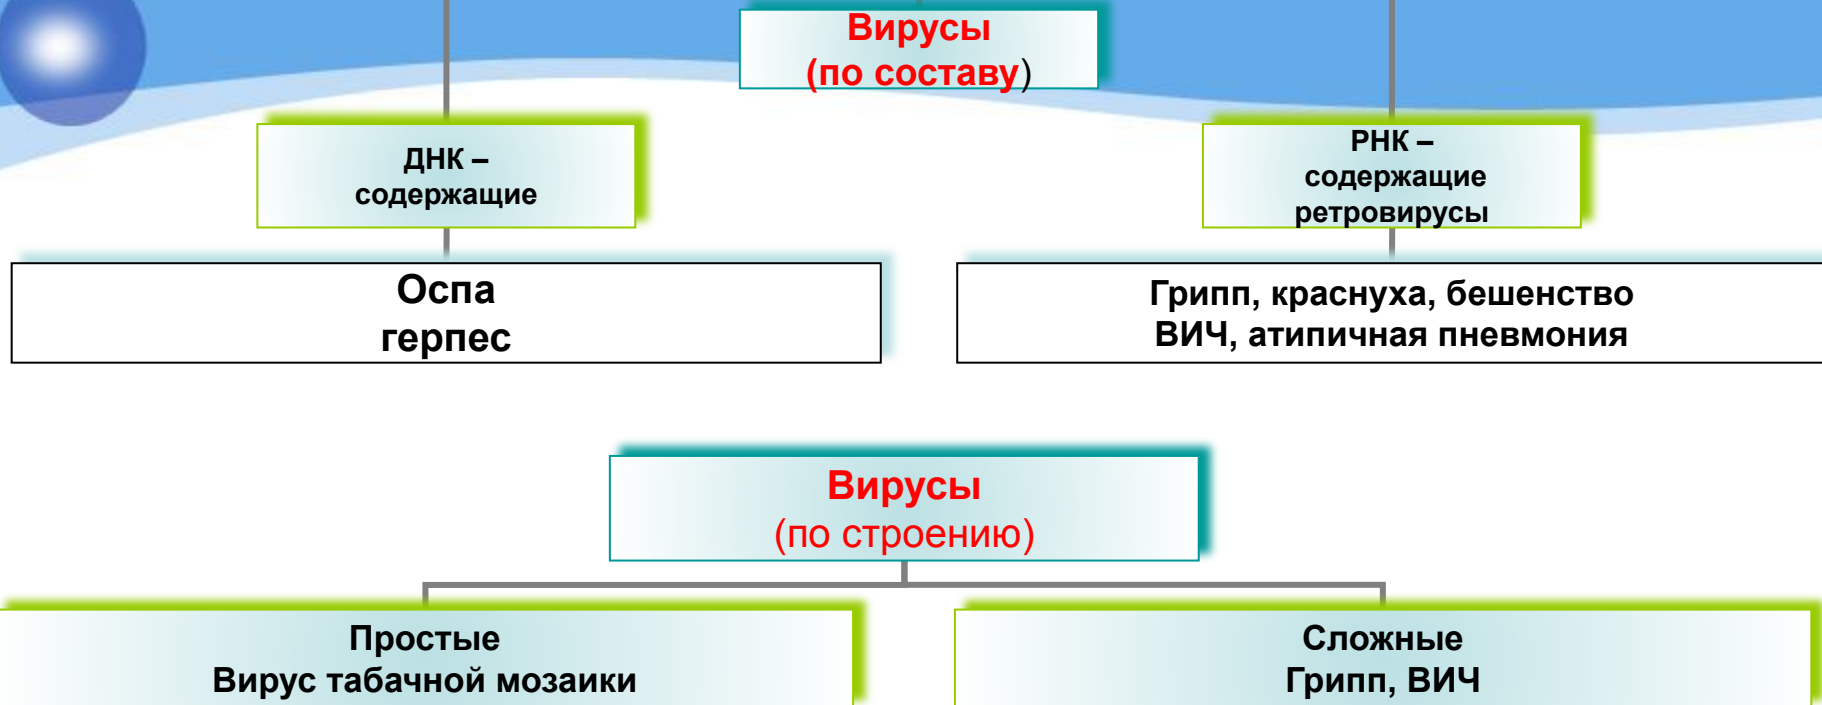 Вирусы
(по составу)
ДНК –
содержащие
РНК –
содержащие
ретровирусы
Оспа
герпес
Грипп, краснуха, бешенство
ВИЧ, атипичная пневмония
Вирусы
(по строению)
Простые
Вирус табачной мозаики
Сложные
Грипп, ВИЧ